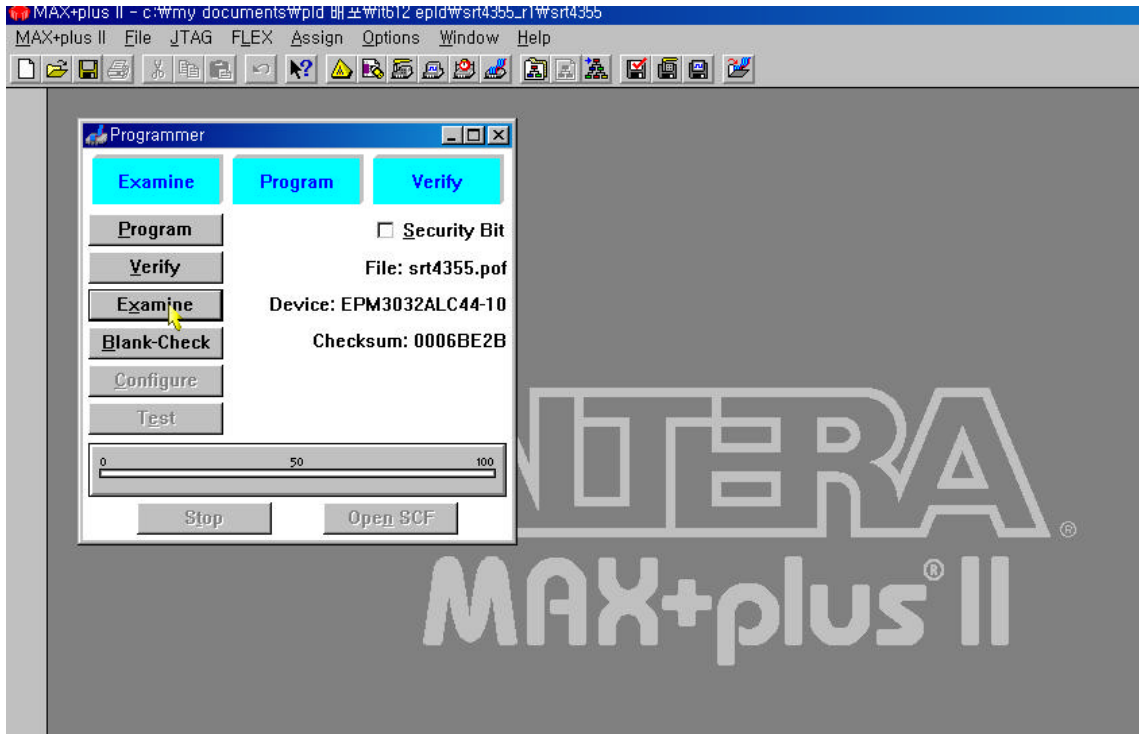 MAX+plus II - c:₩my documents₩pld 배포₩it612 epld₩srt4355_r1₩srt4355
MAX+plus II File JTAG FLEX Assign Options Window Help
Programmer
Examine Program Verify
Program
Security Bit
Verify
File: srt4355.pof
Examine
Device: EPM3032ALC44-10
Blank-Check
Checksum: 0006BE2B
Configure
Test
0 50 100
Stop Open SCF
NTERA®
MAX+plus® II